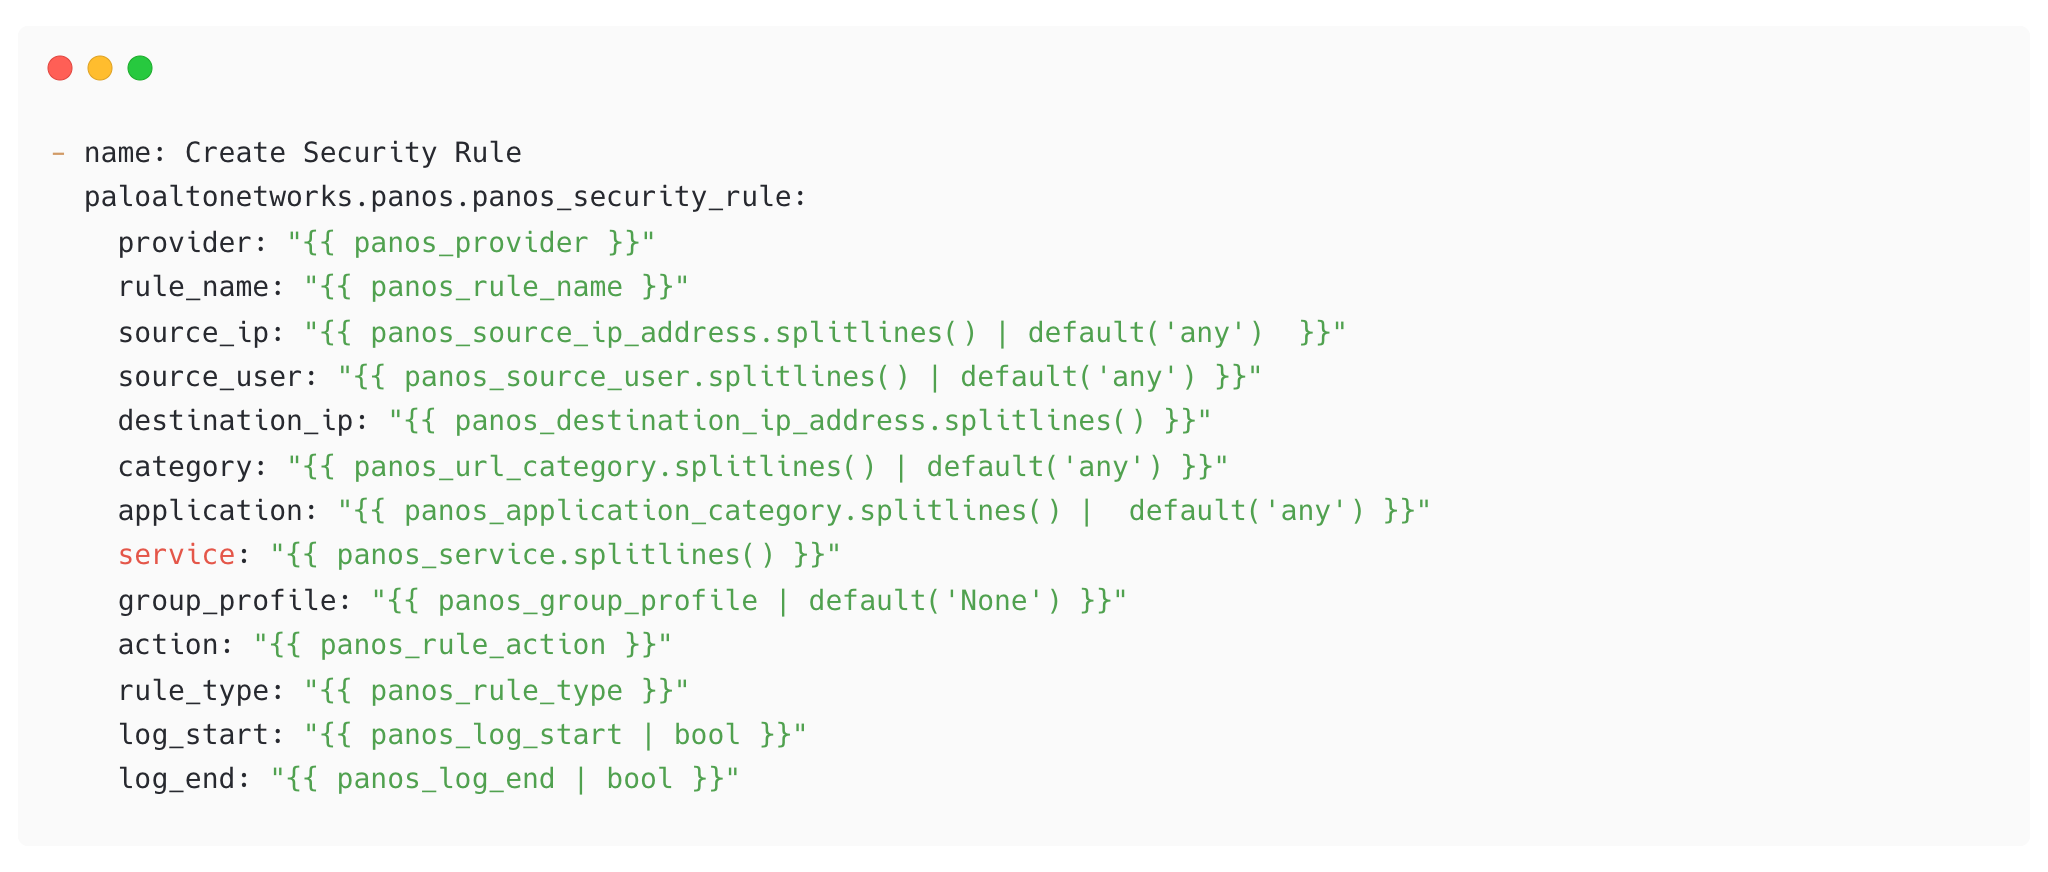 - name: Create Security Rule
  paloaltonetworks.panos.panos_security_rule:
    provider: "{{ panos_provider }}"
    rule_name: "{{ panos_rule_name }}"
    source_ip: "{{ panos_source_ip_address.splitlines() | default('any')  }}"
    source_user: "{{ panos_source_user.splitlines() | default('any') }}"
    destination_ip: "{{ panos_destination_ip_address.splitlines() }}"
    category: "{{ panos_url_category.splitlines() | default('any') }}"
    application: "{{ panos_application_category.splitlines() |  default('any') }}"
    service: "{{ panos_service.splitlines() }}"
    group_profile: "{{ panos_group_profile | default('None') }}"
    action: "{{ panos_rule_action }}"
    rule_type: "{{ panos_rule_type }}"
    log_start: "{{ panos_log_start | bool }}"
    log_end: "{{ panos_log_end | bool }}"